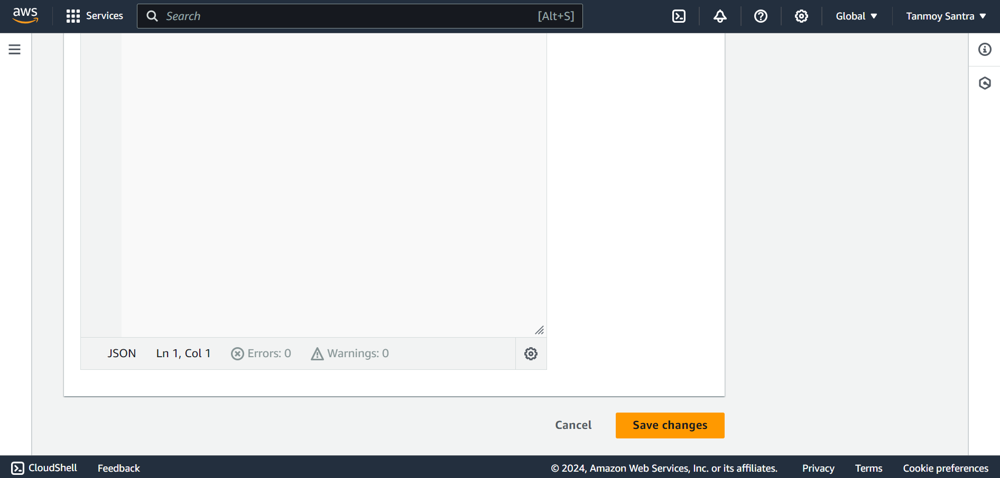 aws Services Search [Alt+S] Global Tanmoy Santra
JSON Ln 1, Col 1 Errors: 0 Warnings: 0
Cancel Save changes
CloudShell Feedback © 2024, Amazon Web Services, Inc. or its affiliates. Privacy Terms Cookie preferences